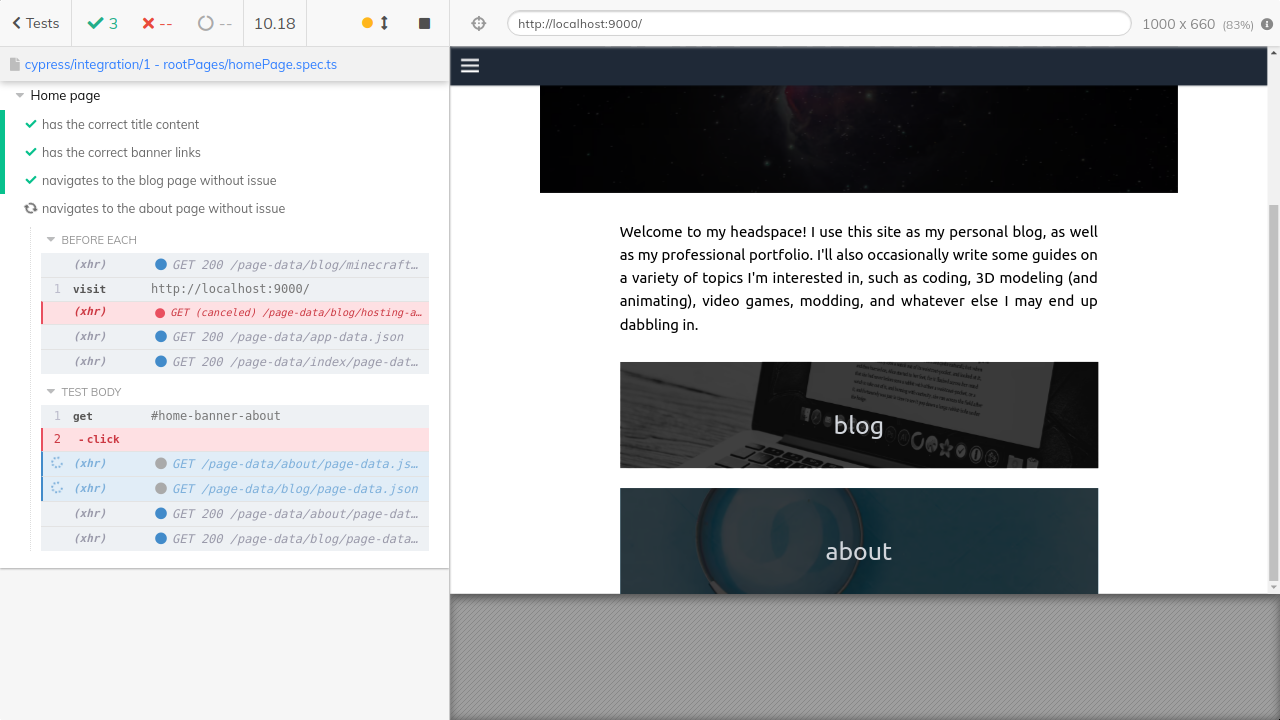 Tests 3 -- -- 10.18
http://localhost:9000/ 1000 x 660 (83%)
cypress/integration/1 - rootPages/homePage.spec.ts
Home page
has the correct title content
has the correct banner links
navigates to the blog page without issue
navigates to the about page without issue
BEFORE EACH
(xhr) GET 200 /page-data/blog/minecraft…
1 visit http://localhost:9000/
(xhr) GET (canceled) /page-data/blog/hosting-a…
(xhr) GET 200 /page-data/app-data.json
(xhr) GET 200 /page-data/index/page-dat…
TEST BODY
1 get #home-banner-about
2 -click
(xhr) GET /page-data/about/page-data.js…
(xhr) GET /page-data/blog/page-data.json
(xhr) GET 200 /page-data/about/page-dat…
(xhr) GET 200 /page-data/blog/page-data…
Welcome to my headspace! I use this site as my personal blog, as well
as my professional portfolio. I'll also occasionally write some guides on
a variety of topics I'm interested in, such as coding, 3D modeling (and
animating), video games, modding, and whatever else I may end up
dabbling in.
blog
about